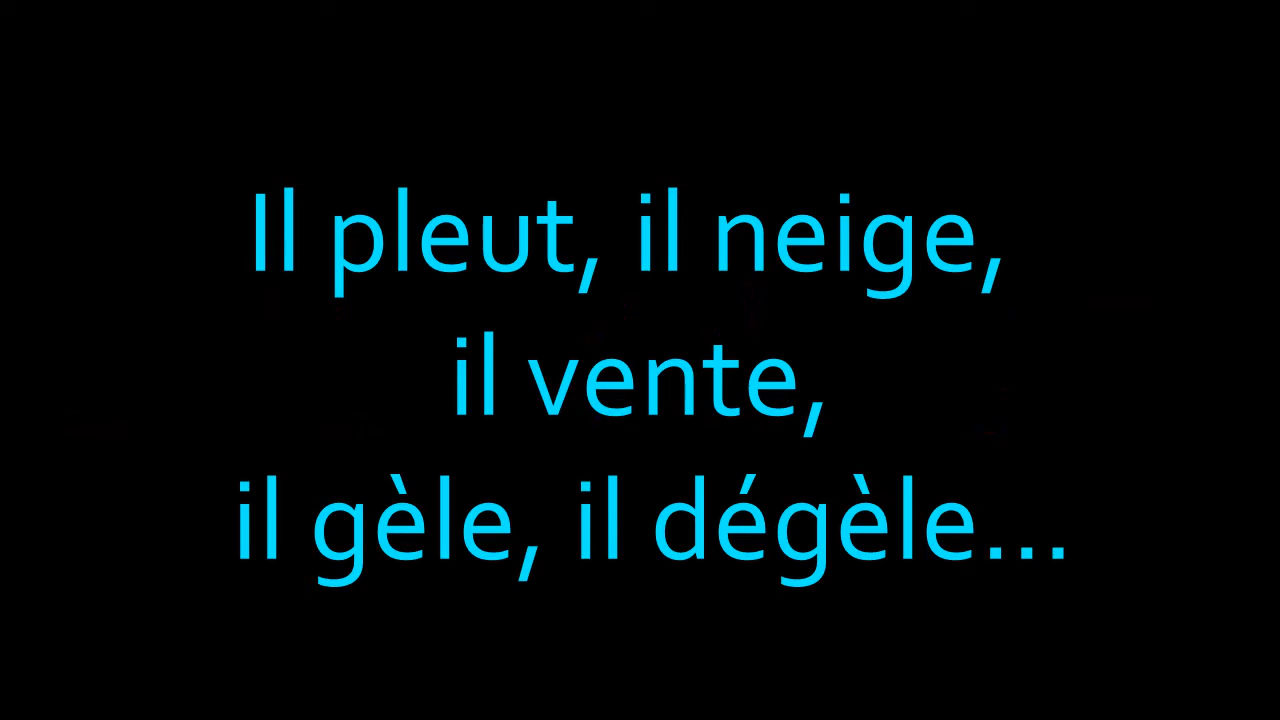 Il pleut, il neige,
il vente,
il gèle, il dégèle...